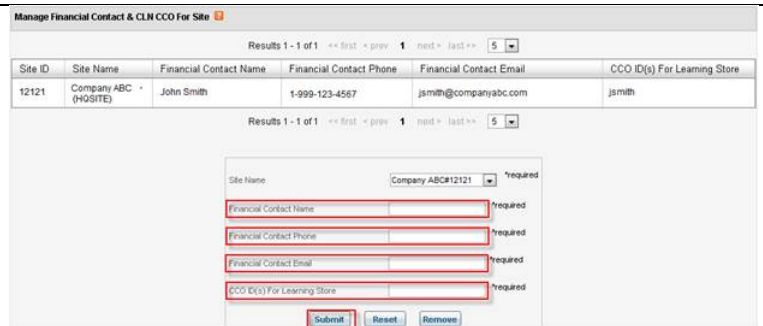 Manage Financial Contact & CLN CCO For Site ?
Results 1 - 1 of 1 << first < prev 1 next > last >> 5
Site ID Site Name Financial Contact Name Financial Contact Phone Financial Contact Email CCO ID(s) For Learning Store
12121 Company ABC - (HQSITE) John Smith 1-999-123-4567 jsmith@companyabc.com jsmith
Results 1 - 1 of 1 << first < prev 1 next > last >> 5
Site Name Company ABC#12121 *required
Financial Contact Name *required
Financial Contact Phone *required
Financial Contact Email *required
CCO ID(s) For Learning Store *required
Submit Reset Remove